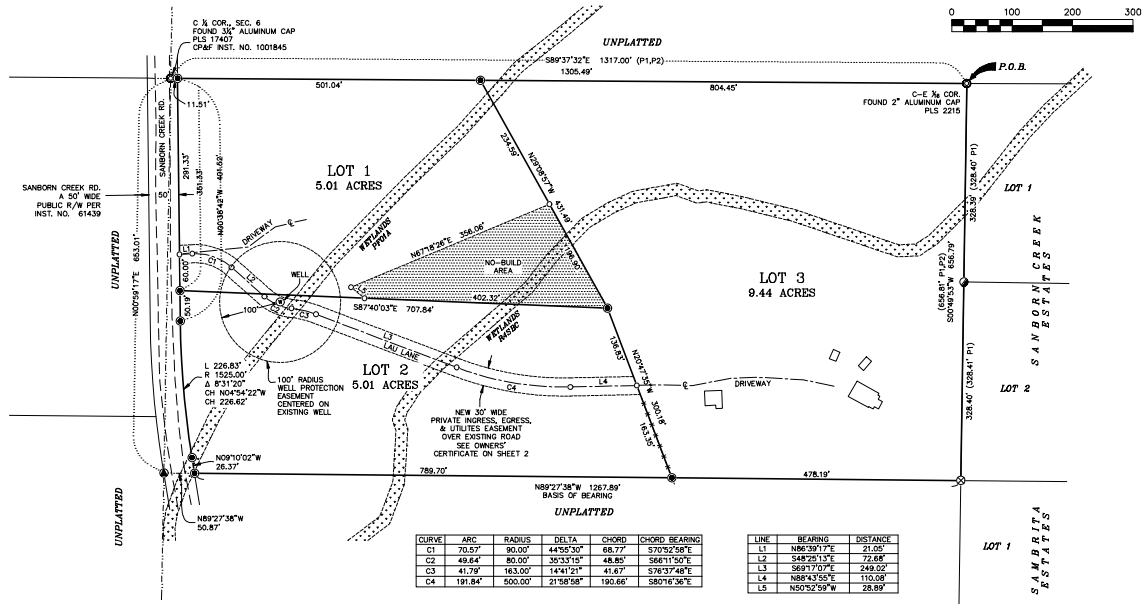 C ¼ COR., SEC. 6
FOUND 3¼" ALUMINUM CAP
PLS 17407
CP&F INST. NO. 1001845
UNPLATTED
0 100 200 300
S89°37'32"E 1317.00' (P1,P2)
1305.49'
P.O.B.
501.04'
804.45'
C-E 1/16 COR.
FOUND 2" ALUMINUM CAP
PLS 2215
11.51'
SANBORN CREEK RD.
291.33'
351.33'
N00°38'42"W 401.52'
234.59'
N29°08'57"W
431.49'
196.90'
LOT 1
5.01 ACRES
328.39' (328.40' P1)
LOT 1
SANBORN CREEK RD.
A 50' WIDE
PUBLIC R/W PER
INST. NO. 61439
50'
UNPLATTED
N00°59'17"E 653.01'
DRIVEWAY ℄
WETLANDS
PFO1A
N67°18'26"E 356.06'
NO-BUILD
AREA
LOT 3
9.44 ACRES
(656.81' P1,P2)
S00°49'53"W 656.79'
SANBORN CREEK
ESTATES
L1
C1
L2
60.00'
WELL
L5
402.32'
S87°40'03"E 707.84'
50.19'
100'
C2
C3
L3
LAU LANE
WETLANDS
R4SBC
136.83'
N20°47'35"W 300.18'
163.35'
L 226.83'
R 1525.00'
Δ 8°31'20"
CH N04°54'22"W
CH 226.62'
100' RADIUS
WELL PROTECTION
EASEMENT
CENTERED ON
EXISTING WELL
LOT 2
5.01 ACRES
C4
L4
℄
DRIVEWAY
328.40' (328.41' P1)
LOT 2
NEW 30' WIDE
PRIVATE INGRESS, EGRESS,
& UTILITES EASEMENT
OVER EXISTING ROAD
SEE OWNERS'
CERTIFICATE ON SHEET 2
N09°10'02"W
26.37'
789.70'
478.19'
N89°27'38"W 1267.89'
BASIS OF BEARING
UNPLATTED
UNPLATTED
N89°27'38"W
50.87'
LOT 1
SAMBRITA
ESTATES
CURVE ARC RADIUS DELTA CHORD CHORD BEARING
C1 70.57' 90.00' 44°55'30" 68.77' S70°52'58"E
C2 49.64' 80.00' 35°33'15" 48.85' S66°11'50"E
C3 41.79' 163.00' 14°41'21" 41.67' S76°37'48"E
C4 191.84' 500.00' 21°58'58" 190.66' S80°16'36"E
LINE BEARING DISTANCE
L1 N86°39'17"E 21.05'
L2 S48°25'13"E 72.68'
L3 S69°17'07"E 249.02'
L4 N88°43'55"E 110.08'
L5 N50°52'59"W 28.89'